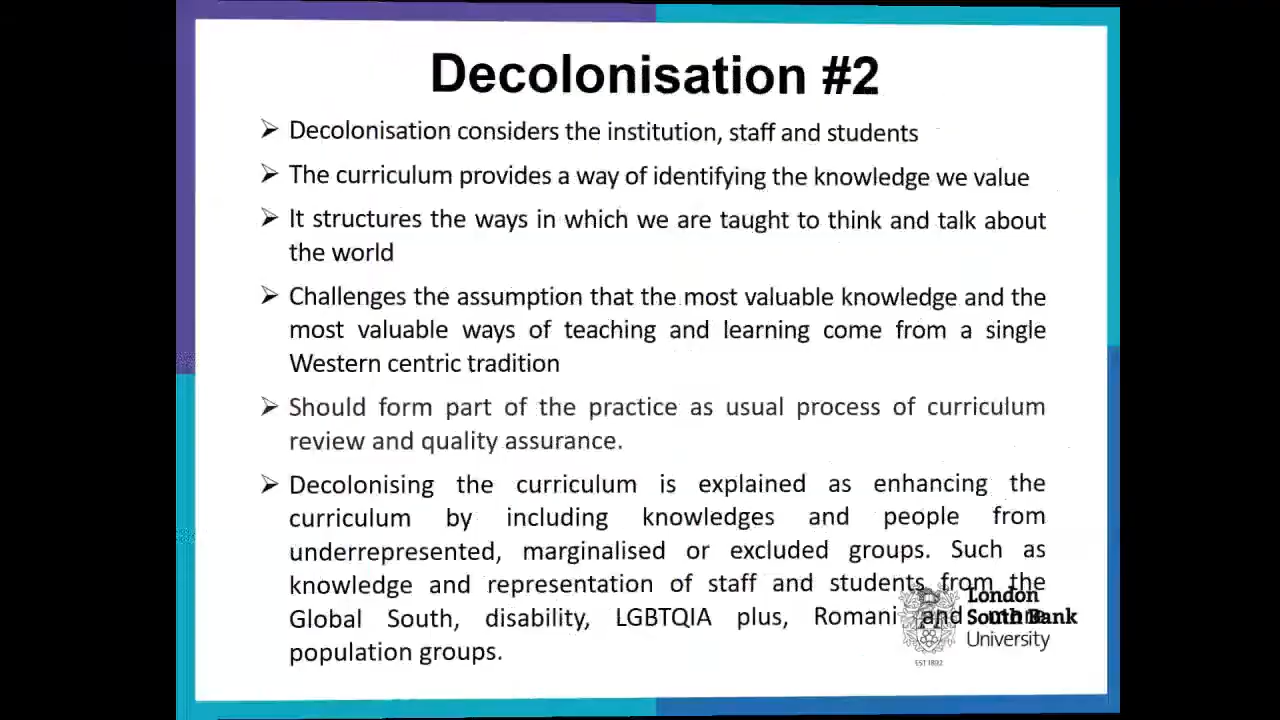 Decolonisation #2
➢ Decolonisation considers the institution, staff and students
➢ The curriculum provides a way of identifying the knowledge we value
➢ It structures the ways in which we are taught to think and talk about
the world
➢ Challenges the assumption that the most valuable knowledge and the
most valuable ways of teaching and learning come from a single
Western centric tradition
➢ Should form part of the practice as usual process of curriculum
review and quality assurance.
➢ Decolonising the curriculum is explained as enhancing the
curriculum by including knowledges and people from
underrepresented, marginalised or excluded groups. Such as
knowledge and representation of staff and students from the
Global South, disability, LGBTQIA plus, Romani and
population groups.
London
South Bank
University
EST 1892